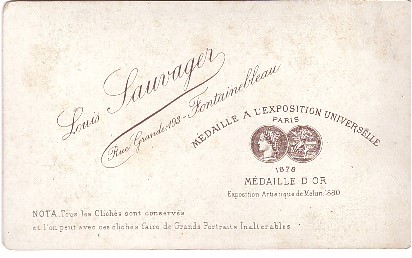 Louis Sauvager
Rue Grande, 193 - Fontainebleau
MÉDAILLE A L'EXPOSITION UNIVERSELLE
PARIS
1878
MÉDAILLE D'OR
Exposition Artistique de Melun, 1880
NOTA. Tous les Clichés sont conservés
et l'on peut avec ces clichés faire de Grands Portraits Inaltérables